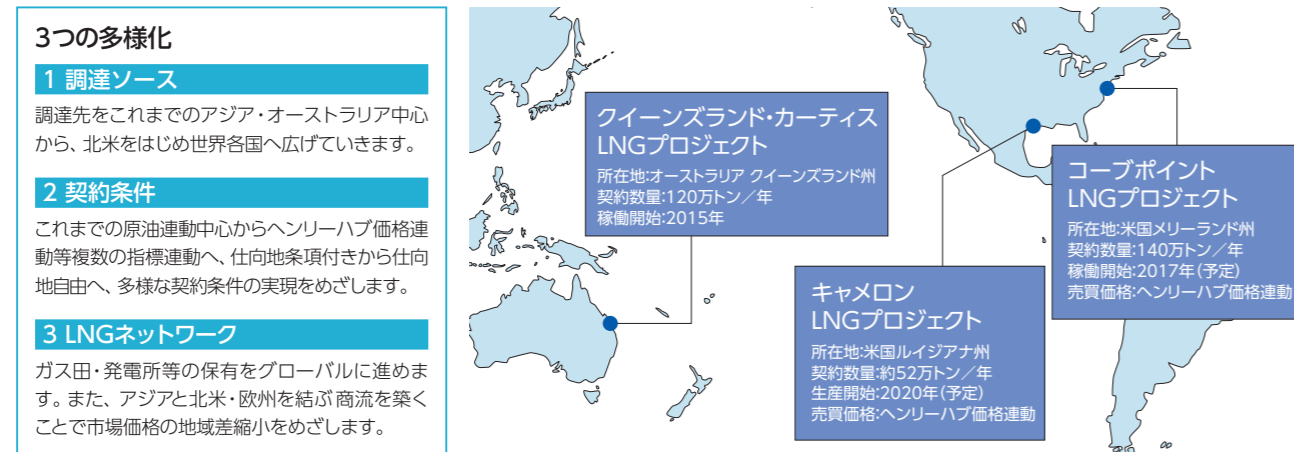 3つの多様化
1 調達ソース
調達先をこれまでのアジア・オーストラリア中心
から、北米をはじめ世界各国へ広げていきます。
2 契約条件
これまでの原油連動中心からヘンリーハブ価格連
動等複数の指標連動へ、仕向地条項付きから仕向
地自由へ、多様な契約条件の実現をめざします。
3 LNGネットワーク
ガス田・発電所等の保有をグローバルに進めま
す。また、アジアと北米・欧州を結ぶ商流を築く
ことで市場価格の地域差縮小をめざします。
クイーンズランド・カーティス
LNGプロジェクト
所在地:オーストラリア クイーンズランド州
契約数量:120万トン／年
稼働開始:2015年
キャメロン
LNGプロジェクト
所在地:米国ルイジアナ州
契約数量:約52万トン／年
生産開始:2020年(予定)
売買価格:ヘンリーハブ価格連動
コーブポイント
LNGプロジェクト
所在地:米国メリーランド州
契約数量:140万トン／年
稼働開始:2017年(予定)
売買価格:ヘンリーハブ価格連動